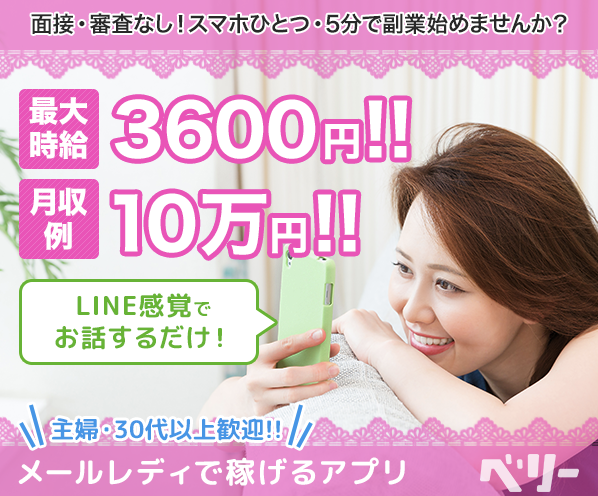 面接・審査なし！スマホひとつ・5分で副業始めませんか？
最大
時給
3600円!!
月収
例
10万円!!
LINE感覚で
お話するだけ！
主婦・30代以上歓迎!!
メールレディで稼げるアプリ
ベリー